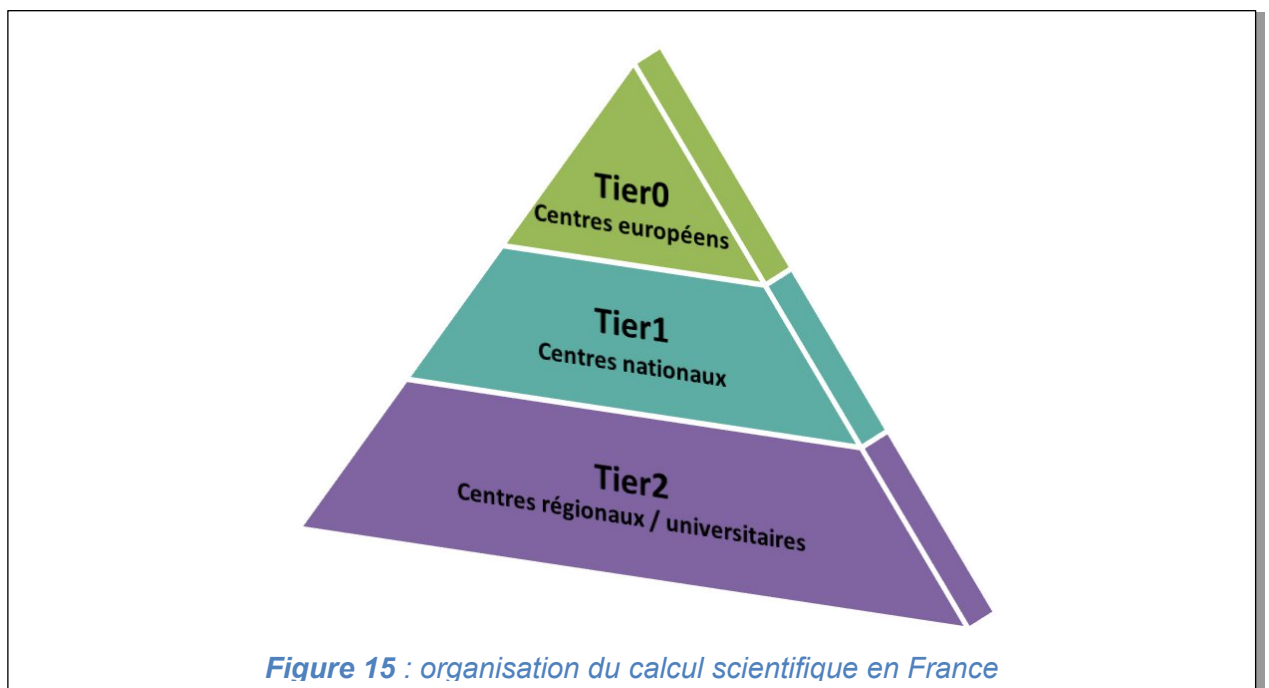 Tier0
Centres européens
Tier1
Centres nationaux
Tier2
Centres régionaux / universitaires
Figure 15 : organisation du calcul scientifique en France